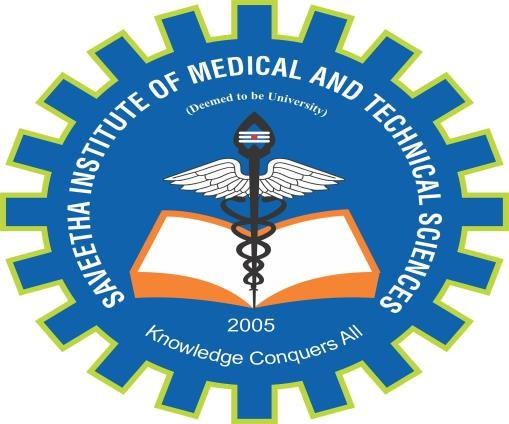 SAVEETHA INSTITUTE OF MEDICAL AND TECHNICAL SCIENCES
(Deemed to be University)
2005
Knowledge Conquers All